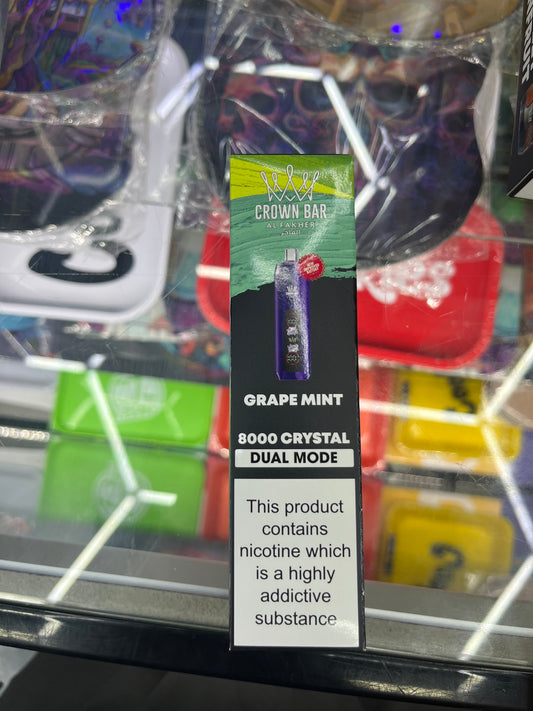 CROWN BAR
AL FAKHER
الفاخر
GRAPE MINT
8000 CRYSTAL
DUAL MODE
This product
contains
nicotine which
is a highly
addictive
substance